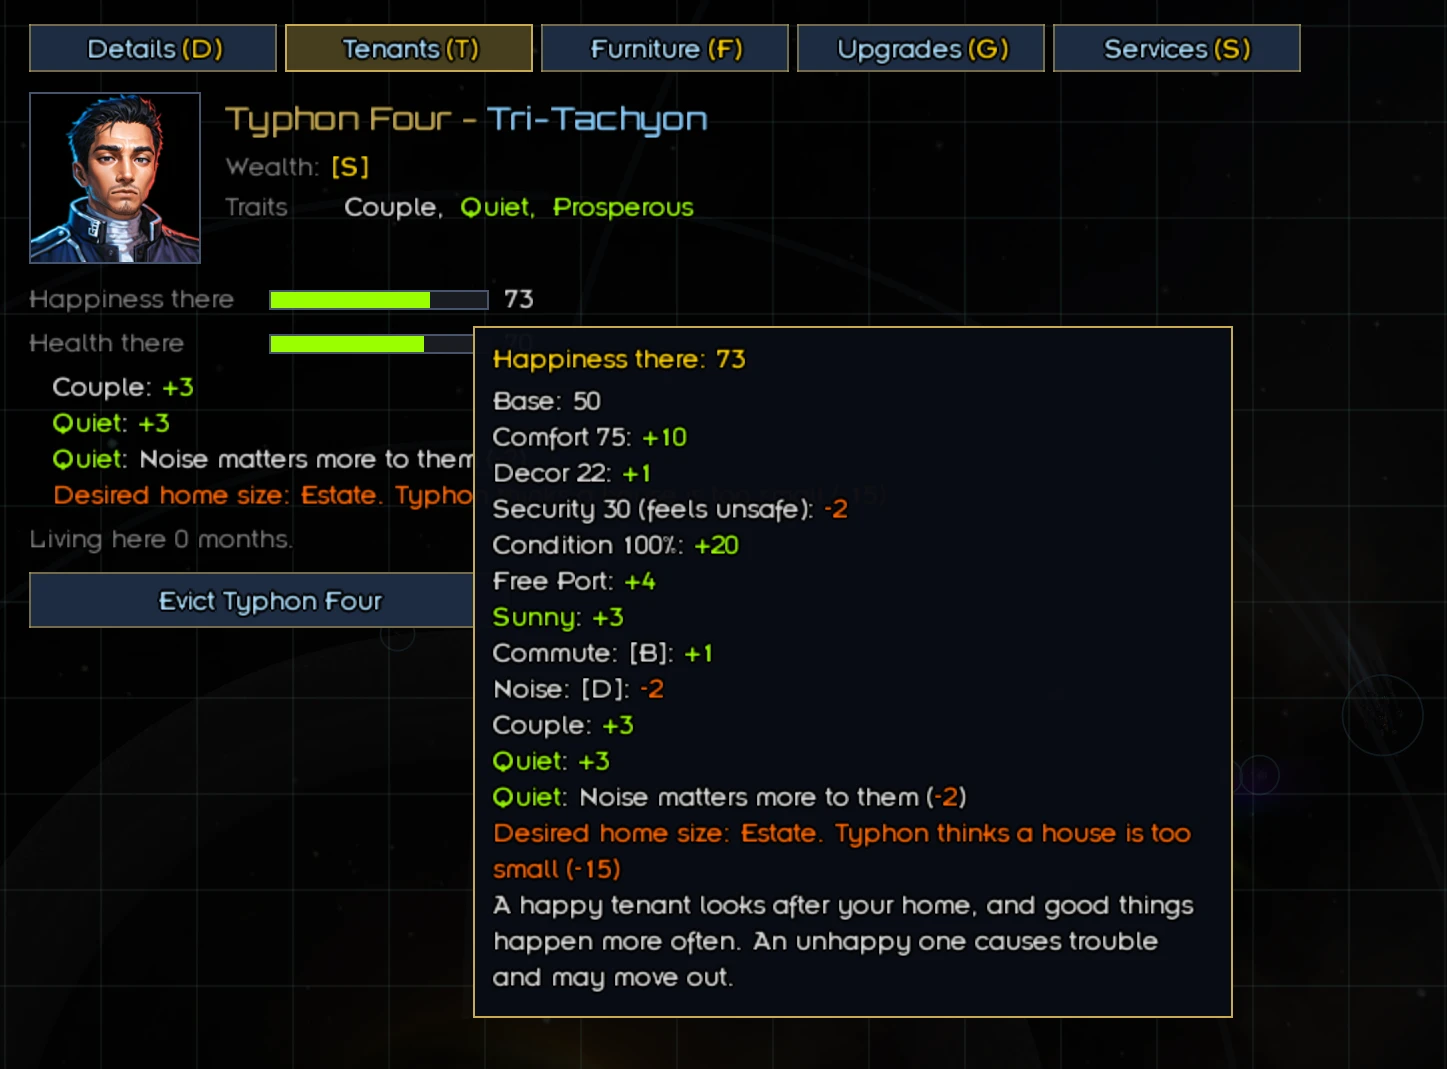 Details (D)
Tenants (T)
Furniture (F)
Upgrades (G)
Services (S)
Typhon Four - Tri-Tachyon
Wealth: [S]
Traits Couple, Quiet, Prosperous
Happiness there 73
Health there
Couple: +3
Quiet: +3
Quiet: Noise matters more to them
Desired home size: Estate. Typho
Living here 0 months.
Evict Typhon Four
Happiness there: 73
Base: 50
Comfort 75: +10
Decor 22: +1
Security 30 (feels unsafe): -2
Condition 100%: +20
Free Port: +4
Sunny: +3
Commute: [B]: +1
Noise: [D]: -2
Couple: +3
Quiet: +3
Quiet: Noise matters more to them (-2)
Desired home size: Estate. Typhon thinks a house is too
small (-15)
A happy tenant looks after your home, and good things
happen more often. An unhappy one causes trouble
and may move out.